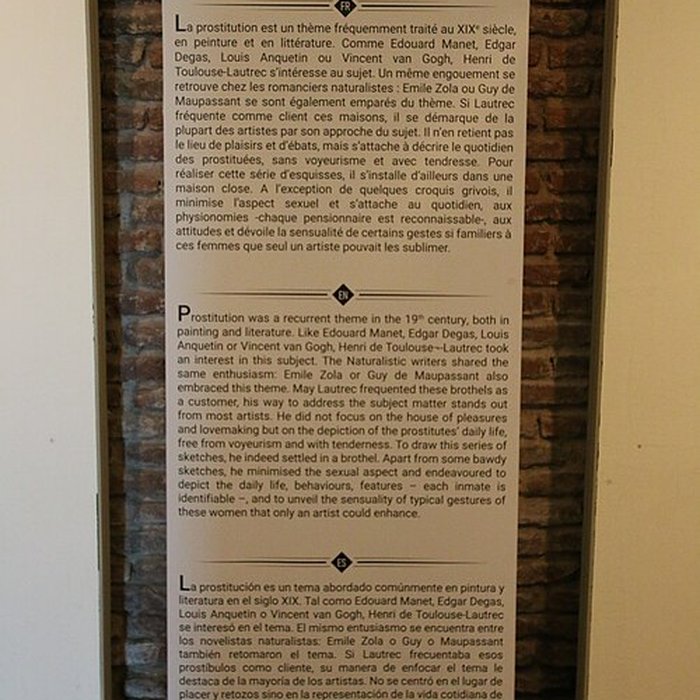 FR
La prostitution est un thème fréquemment traité au XIXe siècle,
en peinture et en littérature. Comme Edouard Manet, Edgar
Degas, Louis Anquetin ou Vincent van Gogh, Henri de
Toulouse-Lautrec s'intéresse au sujet. Un même engouement se
retrouve chez les romanciers naturalistes : Emile Zola ou Guy de
Maupassant se sont également emparés du thème. Si Lautrec
fréquente comme client ces maisons, il se démarque de la
plupart des artistes par son approche du sujet. Il n'en retient pas
le lieu de plaisirs et d'ébats, mais s'attache à décrire le quotidien
des prostituées, sans voyeurisme et avec tendresse. Pour
réaliser cette série d'esquisses, il s'installe d'ailleurs dans une
maison close. A l'exception de quelques croquis grivois, il
minimise l'aspect sexuel et s'attache au quotidien, aux
physionomies -chaque pensionnaire est reconnaissable-, aux
attitudes et dévoile la sensualité de certains gestes si familiers à
ces femmes que seul un artiste pouvait les sublimer.
EN
Prostitution was a recurrent theme in the 19th century, both in
painting and literature. Like Edouard Manet, Edgar Degas, Louis
Anquetin or Vincent van Gogh, Henri de Toulouse-–Lautrec took
an interest in this subject. The Naturalistic writers shared the
same enthusiasm: Emile Zola or Guy de Maupassant also
embraced this theme. May Lautrec frequented these brothels as
a customer, his way to address the subject matter stands out
from most artists. He did not focus on the house of pleasures
and lovemaking but on the depiction of the prostitutes' daily life,
free from voyeurism and with tenderness. To draw this series of
sketches, he indeed settled in a brothel. Apart from some bawdy
sketches, he minimised the sexual aspect and endeavoured to
depict the daily life, behaviours, features – each inmate is
identifiable –, and to unveil the sensuality of typical gestures of
these women that only an artist could enhance.
ES
La prostitución es un tema abordado comúnmente en pintura y
literatura en el siglo XIX. Tal como Edouard Manet, Edgar Degas,
Louis Anquetin o Vincent van Gogh, Henri de Toulouse-Lautrec
se interesó en el tema. El mismo entusiasmo se encuentra entre
los novelistas naturalistas: Emile Zola o Guy o Maupassant
también retomaron el tema. Si Lautrec frecuentaba esos
prostíbulos como cliente, su manera de enfocar el tema le
destaca de la mayoría de los artistas. No se centró en el lugar de
placer y retozos sino en la representación de la vida cotidiana de